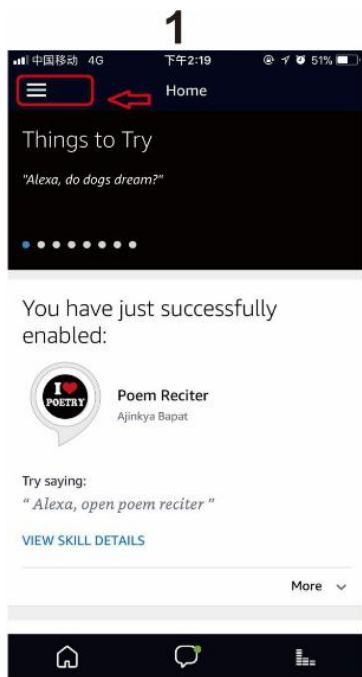 1
中国移动 4G 下午2:19 51%
Home
Things to Try
"Alexa, do dogs dream?"
You have just successfully
enabled:
I
POETRY
Poem Reciter
Ajinkya Bapat
Try saying:
“ Alexa, open poem reciter ”
VIEW SKILL DETAILS
More